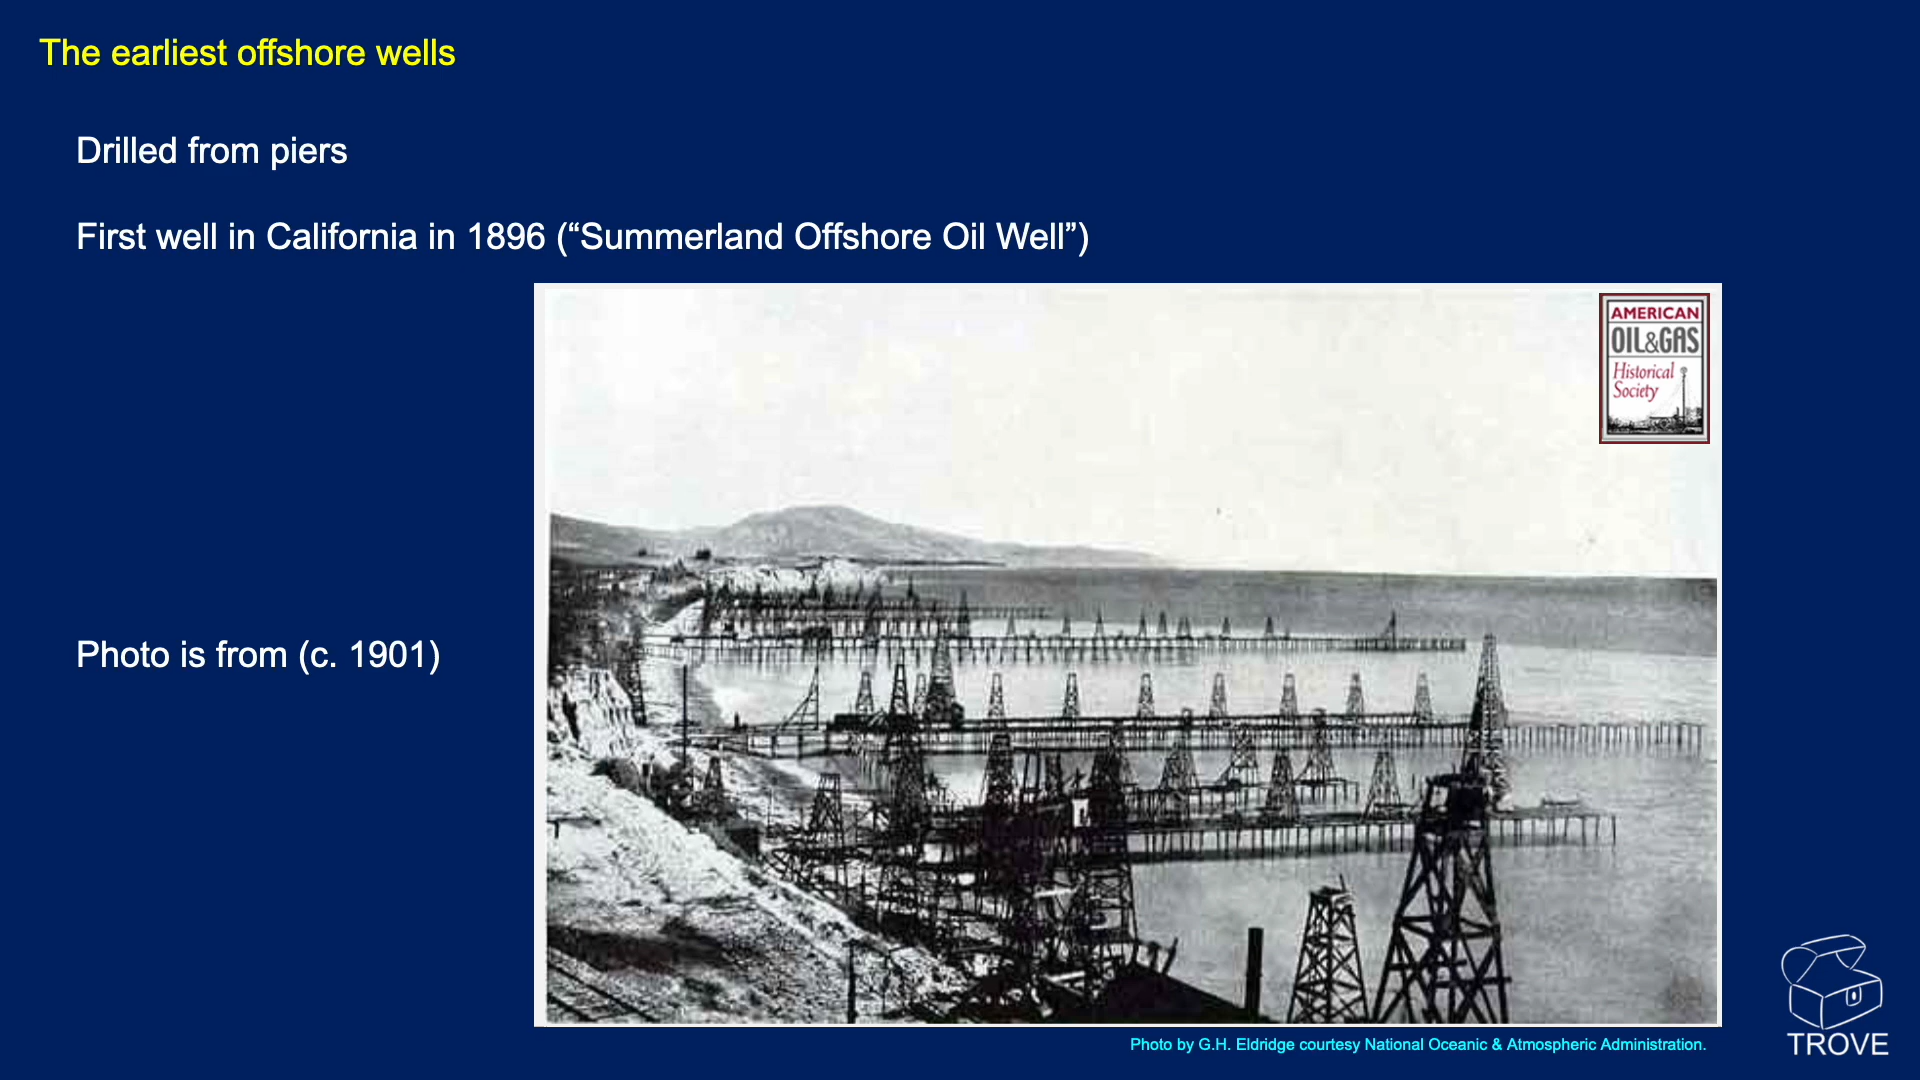 The earliest offshore wells
Drilled from piers
First well in California in 1896 (“Summerland Offshore Oil Well”)
AMERICAN
OIL&GAS
Historical
Society
Photo is from (c. 1901)
Photo by G.H. Eldridge courtesy National Oceanic & Atmospheric Administration.
TROVE